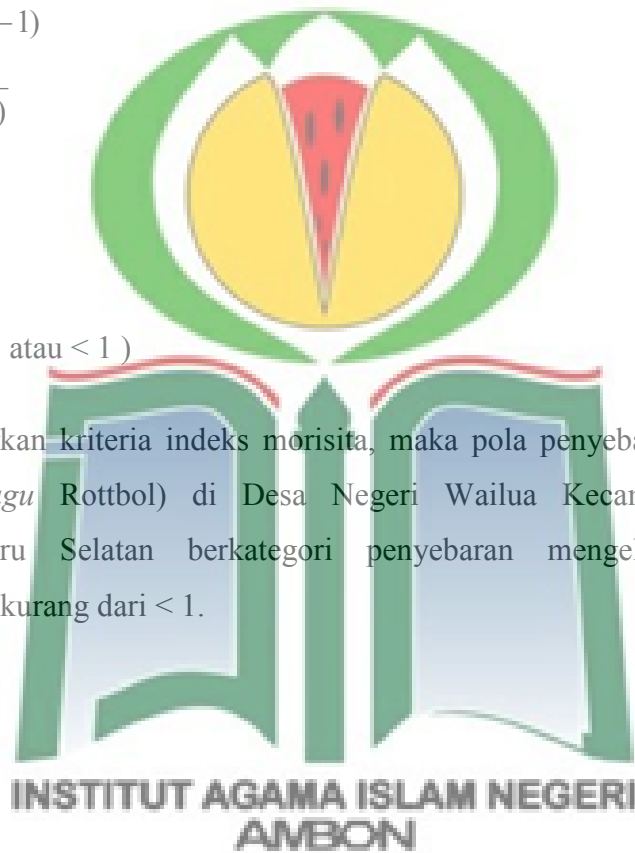 −1)
)
atau < 1 )
kan kriteria indeks morisita, maka pola penyeba
agu Rottbol) di Desa Negeri Wailua Kecan
ru Selatan berkategori penyebaran mengel
kurang dari < 1.
INSTITUT AGAMA ISLAM NEGERI
AMBON